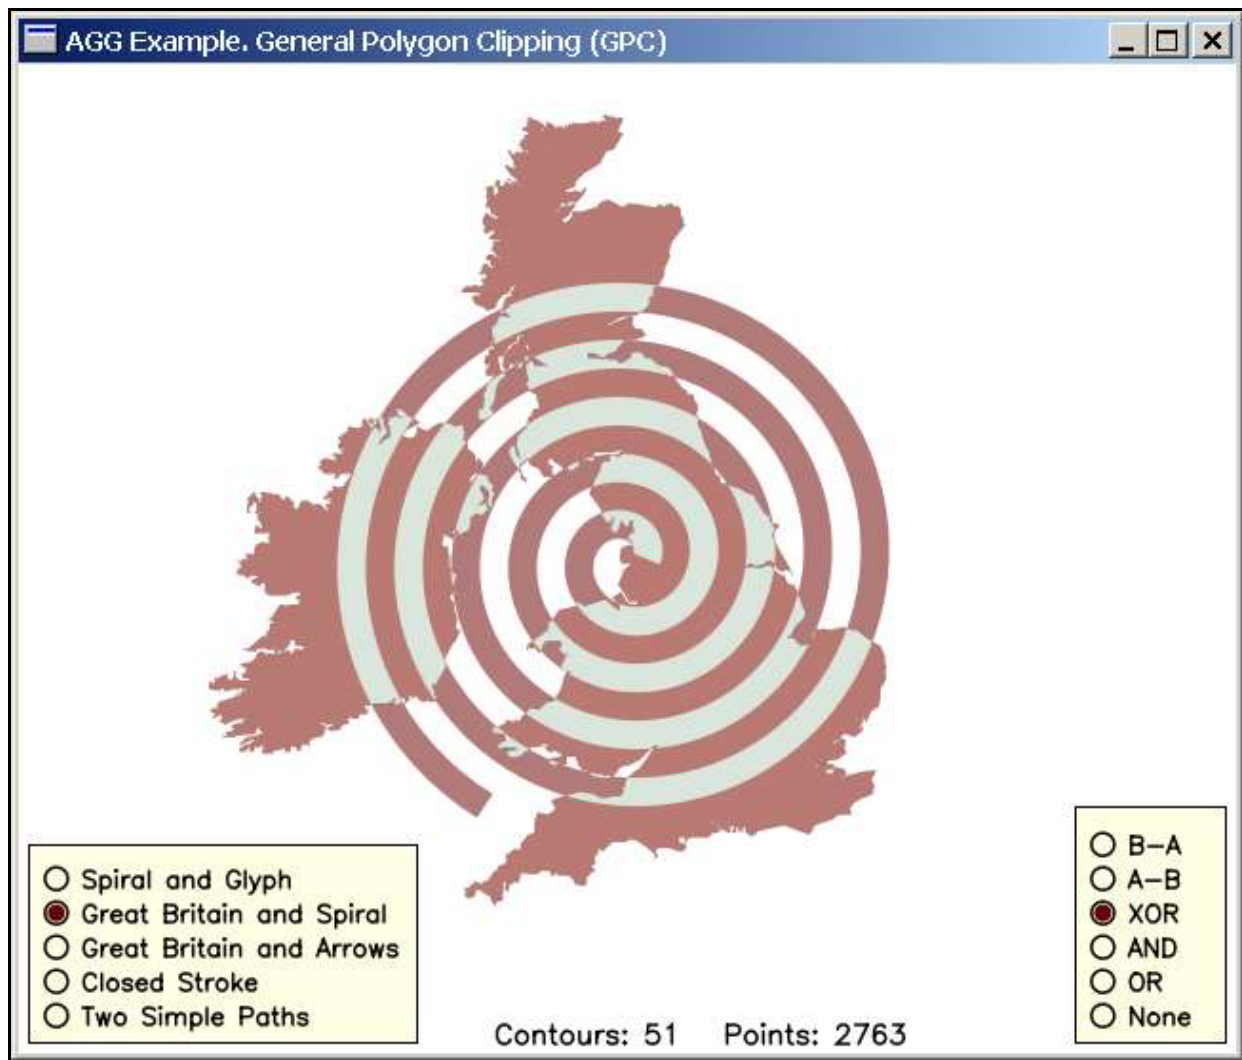 AGG Example. General Polygon Clipping (GPC)
Spiral and Glyph
Great Britain and Spiral
Great Britain and Arrows
Closed Stroke
Two Simple Paths
Contours: 51 Points: 2763
B-A
A-B
XOR
AND
OR
None